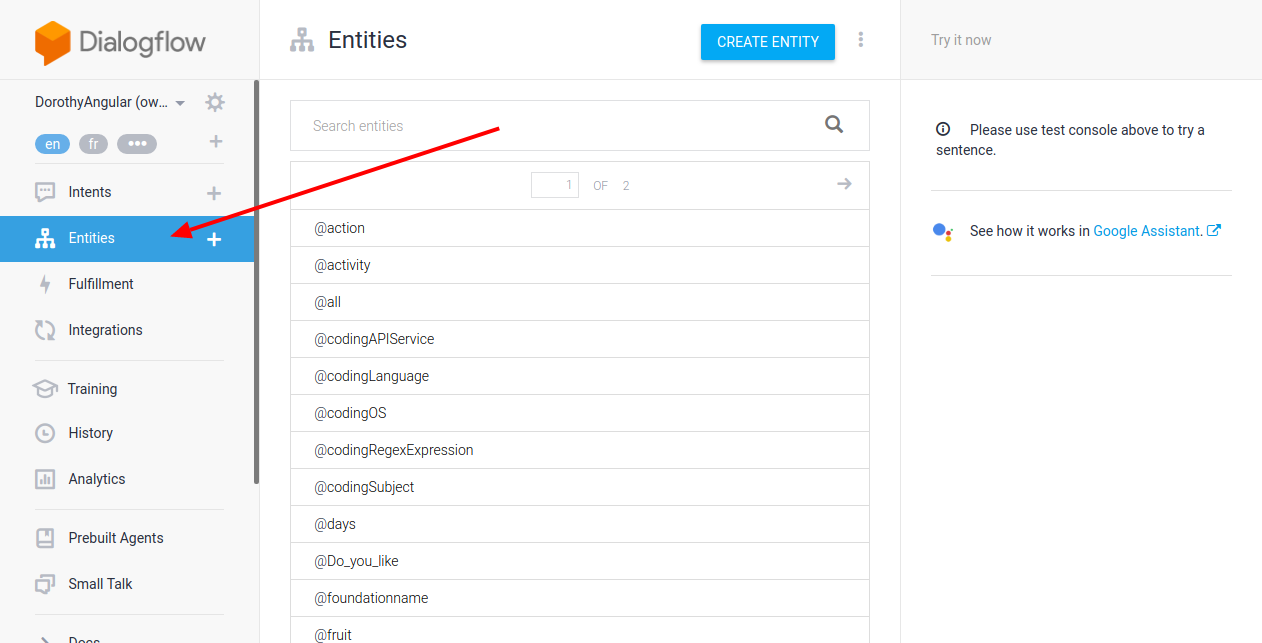 Dialogflow
DorothyAngular (ow...
en
fr
Intents
Entities
Fulfillment
Integrations
Training
History
Analytics
Prebuilt Agents
Small Talk
Docs
Entities
CREATE ENTITY
Search entities
1 OF 2
@action
@activity
@all
@codingAPIService
@codingLanguage
@codingOS
@codingRegexExpression
@codingSubject
@days
@Do_you_like
@foundationname
@fruit
Try it now
Please use test console above to try a
sentence.
See how it works in Google Assistant.